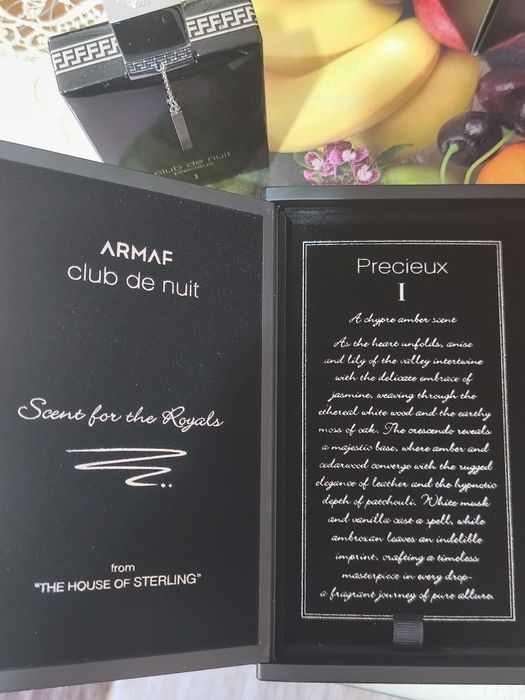 club de nuit
PRECIEUX
I
ARMAF
club de nuit
Scent for the Royals
from
"THE HOUSE OF STERLING"
Precieux
I
A chypre amber scent
As the heart unfolds, anise
and lily of the valley intertwine
with the delicate embrace of
jasmine, weaving through the
ethereal white wood and the earthy
moss of oak. The crescendo reveals
a majestic base, where amber and
cedarwood converge with the rugged
elegance of leather and the hypnotic
depth of patchouli. White musk
and vanilla cast a spell, while
ambroxan leaves an indelible
imprint, crafting a timeless
masterpiece in every drop-
a fragrant journey of pure allure.